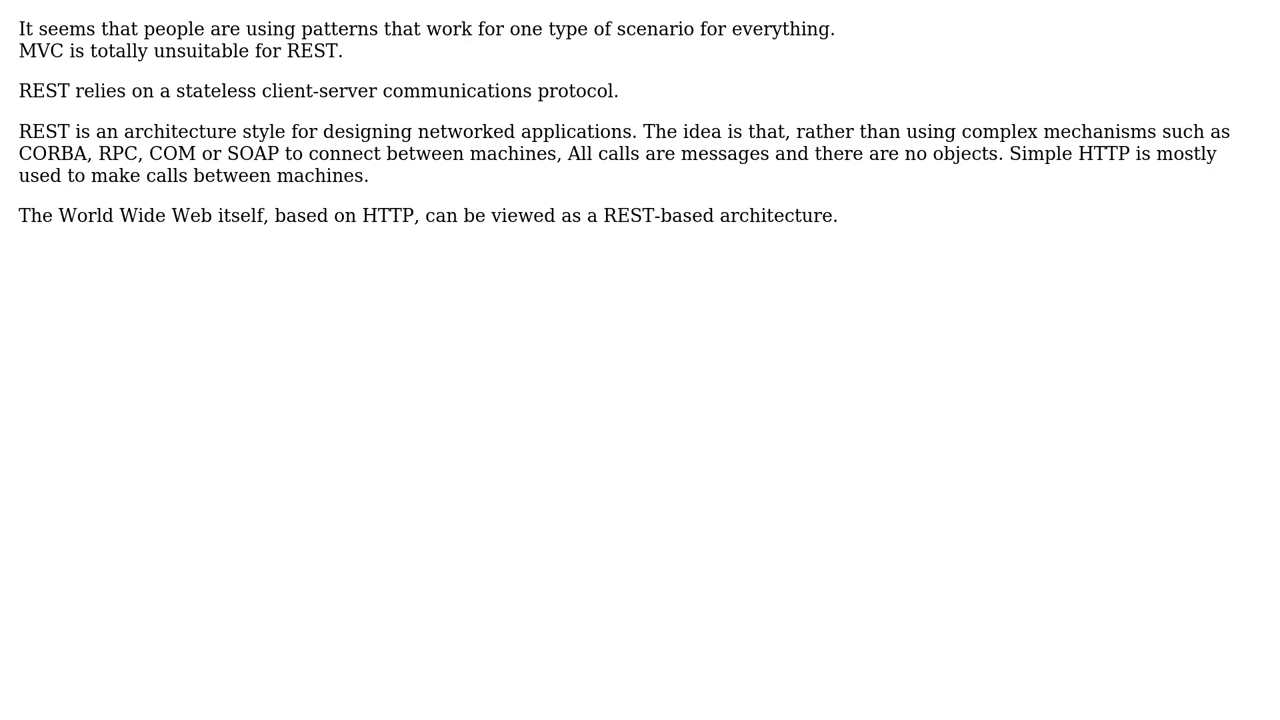 It seems that people are using patterns that work for one type of scenario for everything.
MVC is totally unsuitable for REST.
REST relies on a stateless client-server communications protocol.
REST is an architecture style for designing networked applications. The idea is that, rather than using complex mechanisms such as
CORBA, RPC, COM or SOAP to connect between machines, All calls are messages and there are no objects. Simple HTTP is mostly
used to make calls between machines.
The World Wide Web itself, based on HTTP, can be viewed as a REST-based architecture.